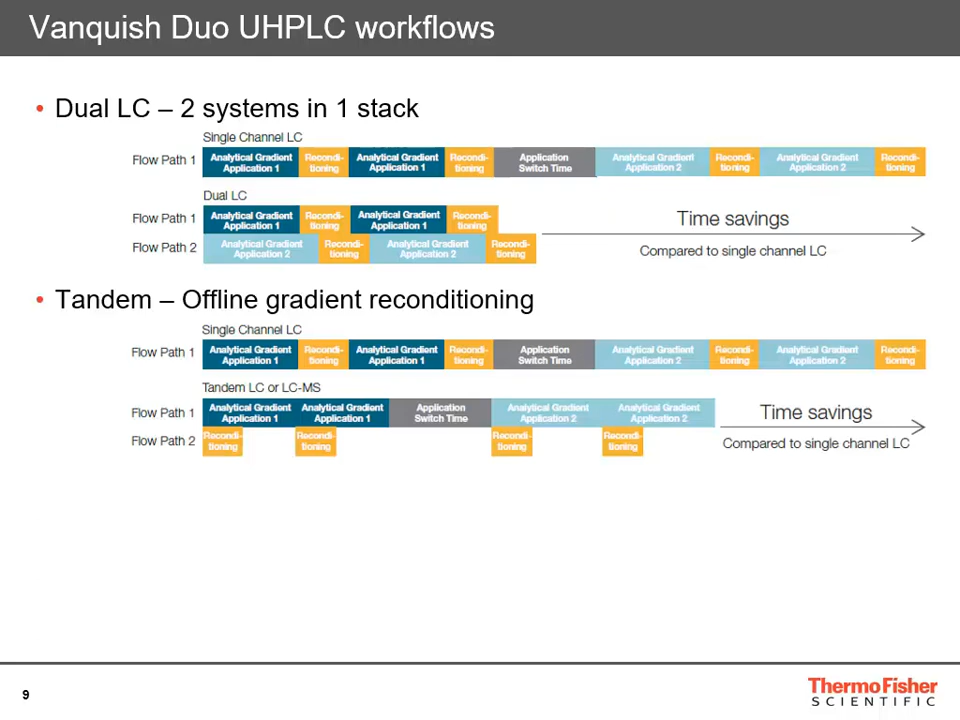 Vanquish Duo UHPLC workflows
• Dual LC – 2 systems in 1 stack
Single Channel LC
Flow Path 1
Analytical Gradient Application 1
Recondi-tioning
Analytical Gradient Application 1
Recondi-tioning
Application Switch Time
Analytical Gradient Application 2
Recondi-tioning
Analytical Gradient Application 2
Recondi-tioning
Dual LC
Flow Path 1
Analytical Gradient Application 1
Recondi-tioning
Analytical Gradient Application 1
Recondi-tioning
Flow Path 2
Analytical Gradient Application 2
Recondi-tioning
Analytical Gradient Application 2
Recondi-tioning
Time savings
Compared to single channel LC
• Tandem – Offline gradient reconditioning
Single Channel LC
Flow Path 1
Analytical Gradient Application 1
Recondi-tioning
Analytical Gradient Application 1
Recondi-tioning
Application Switch Time
Analytical Gradient Application 2
Recondi-tioning
Analytical Gradient Application 2
Recondi-tioning
Tandem LC or LC-MS
Flow Path 1
Analytical Gradient Application 1
Analytical Gradient Application 1
Application Switch Time
Analytical Gradient Application 2
Analytical Gradient Application 2
Flow Path 2
Recondi-tioning
Recondi-tioning
Recondi-tioning
Recondi-tioning
Time savings
Compared to single channel LC
9
ThermoFisher
SCIENTIFIC